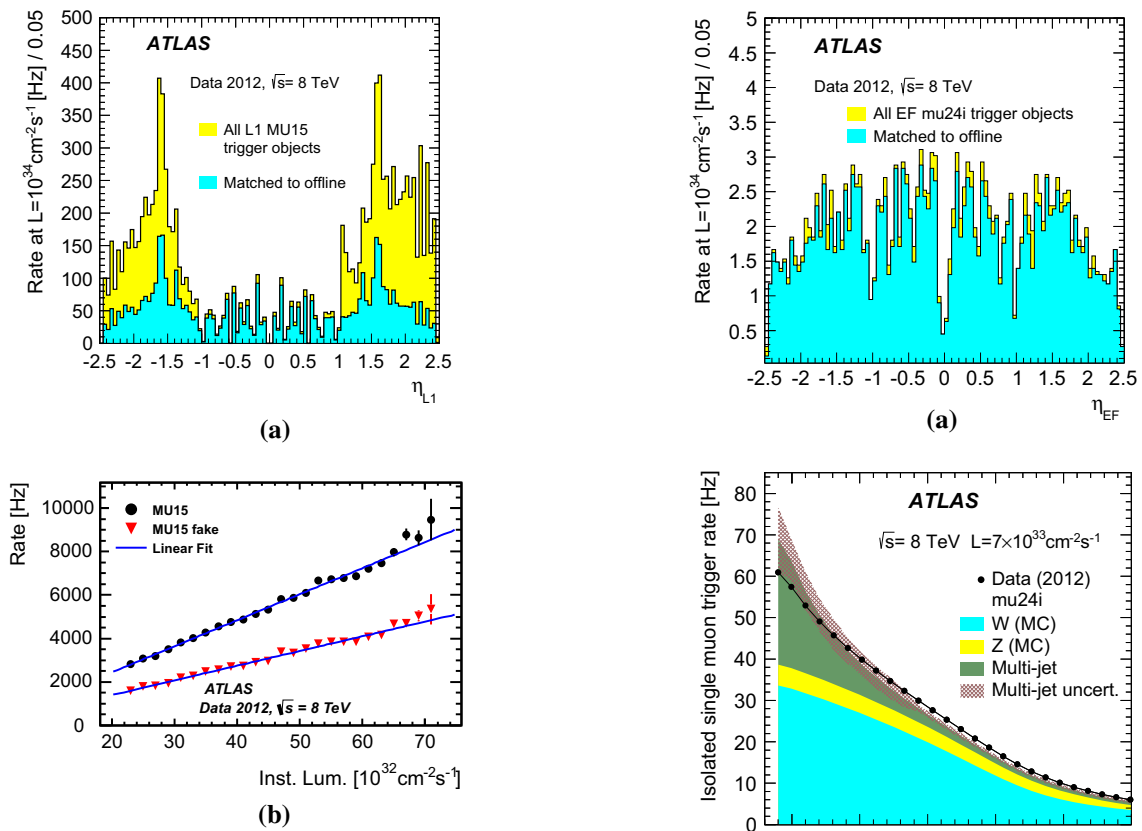 Rate at L=10³⁴cm⁻²s⁻¹ [Hz] / 0.05
500
450
400
350
300
250
200
150
100
50
0
ATLAS
Data 2012, √s= 8 TeV
All L1 MU15
trigger objects
Matched to offline
-2.5 -2 -1.5 -1 -0.5 0 0.5 1 1.5 2 2.5
η_L1
(a)
Rate at L=10³⁴cm⁻²s⁻¹ [Hz] / 0.05
5
4.5
4
3.5
3
2.5
2
1.5
1
0.5
ATLAS
Data 2012, √s= 8 TeV
All EF mu24i trigger objects
Matched to offline
-2.5 -2 -1.5 -1 -0.5 0 0.5 1 1.5 2 2.5
η_EF
(a)
Rate [Hz]
10000
8000
6000
4000
2000
0
MU15
MU15 fake
Linear Fit
ATLAS
Data 2012, √s = 8 TeV
20 30 40 50 60 70
Inst. Lum. [10³²cm⁻²s⁻¹]
(b)
Isolated single muon trigger rate [Hz]
80
70
60
50
40
30
20
10
0
ATLAS
√s= 8 TeV L=7×10³³cm⁻²s⁻¹
Data (2012)
mu24i
W (MC)
Z (MC)
Multi-jet
Multi-jet uncert.